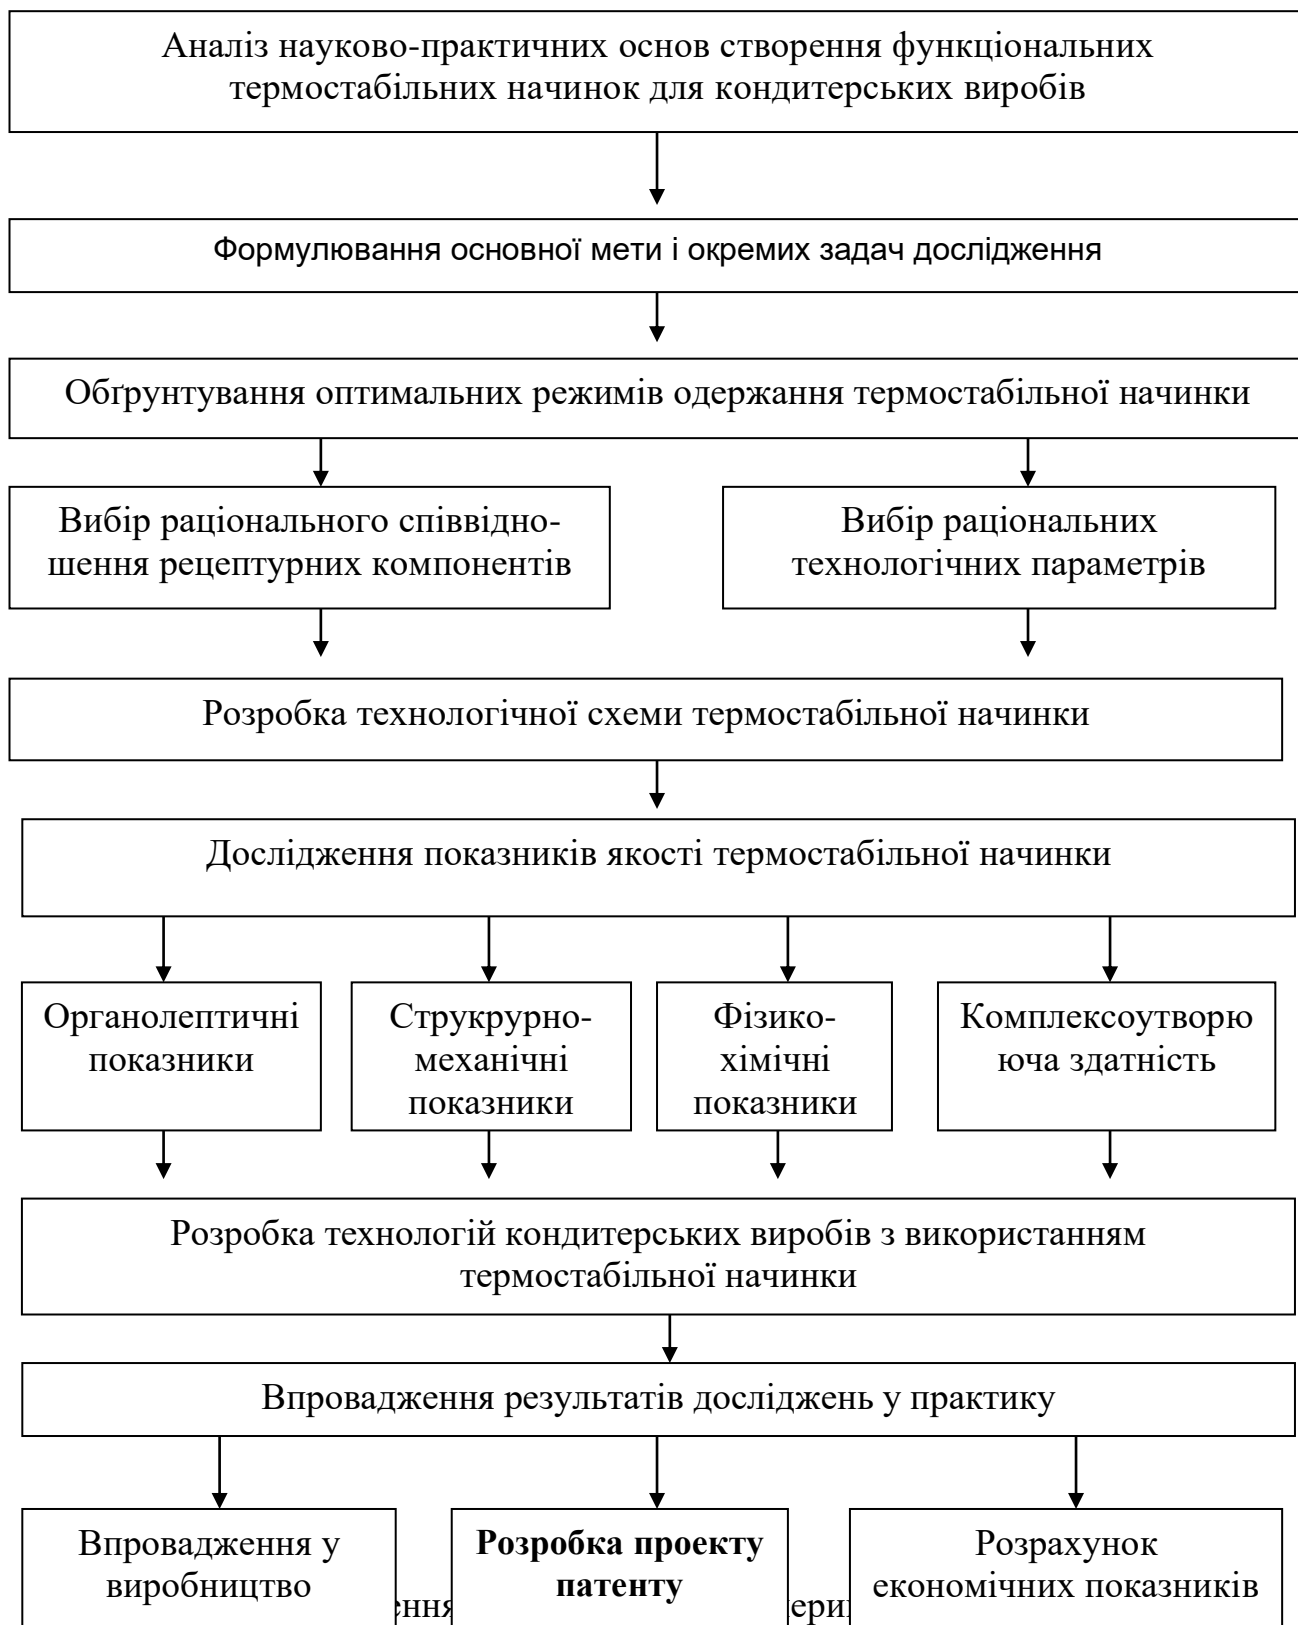 Аналіз науково-практичних основ створення функціональних
термостабільних начинок для кондитерських виробів
Формулювання основної мети і окремих задач дослідження
Обґрунтування оптимальних режимів одержання термостабільної начинки
Вибір раціонального співвідно-
шення рецептурних компонентів
Вибір раціональних
технологічних параметрів
Розробка технологічної схеми термостабільної начинки
Дослідження показників якості термостабільної начинки
Органолептичні
показники
Струкрурно-
механічні
показники
Фізико-
хімічні
показники
Комплексоутворю
юча здатність
Розробка технологій кондитерських виробів з використанням
термостабільної начинки
Впровадження результатів досліджень у практику
Впровадження у
виробництво
Розробка проекту
патенту
Розрахунок
економічних показників